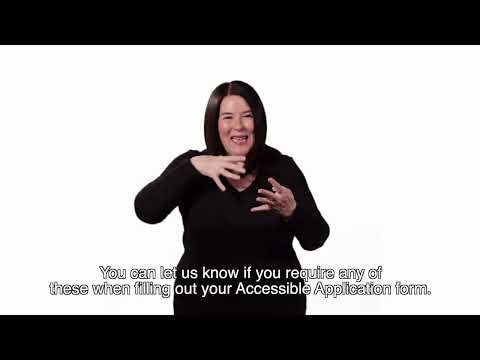 You can let us know if you require any of
these when filling out your Accessible Application form.